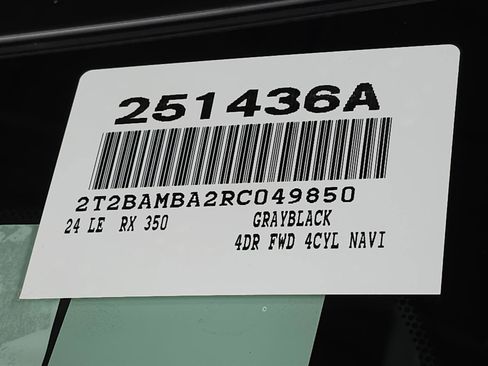 251436A
2T2BAMBA2RC049850
24 LE RX 350 GRAYBLACK
4DR FWD 4CYL NAVI